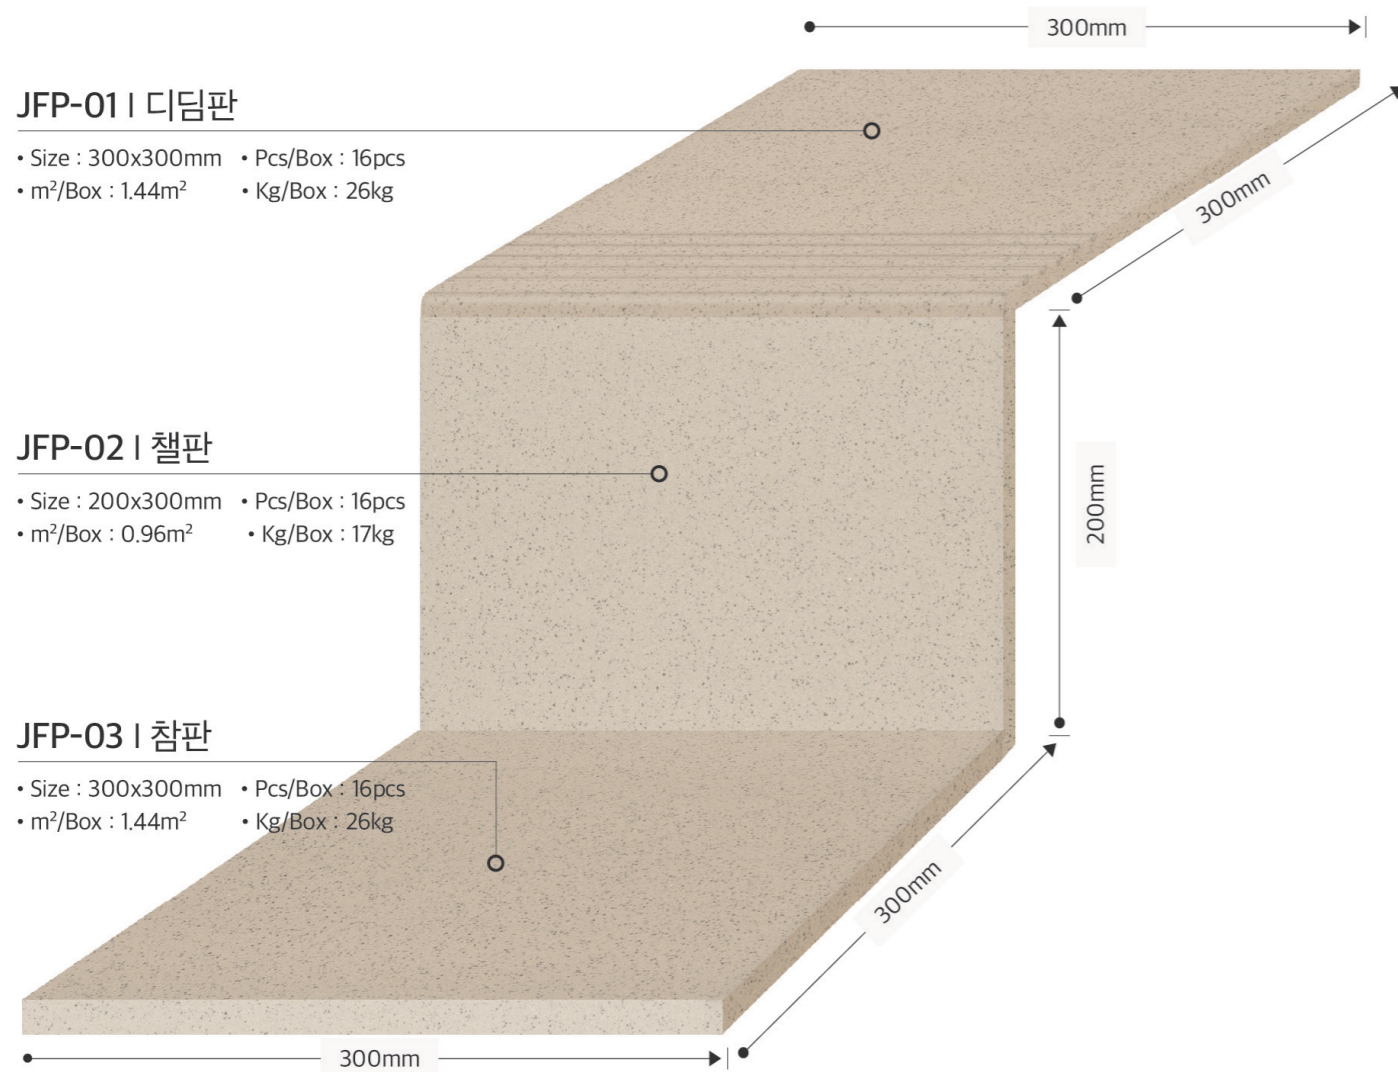 300mm
JFP-01 | 디딤판
• Size : 300x300mm • Pcs/Box : 16pcs
• m²/Box : 1.44m² • Kg/Box : 26kg
300mm
JFP-02 | 챌판
• Size : 200x300mm • Pcs/Box : 16pcs
• m²/Box : 0.96m² • Kg/Box : 17kg
200mm
JFP-03 | 참판
• Size : 300x300mm • Pcs/Box : 16pcs
• m²/Box : 1.44m² • Kg/Box : 26kg
300mm
300mm